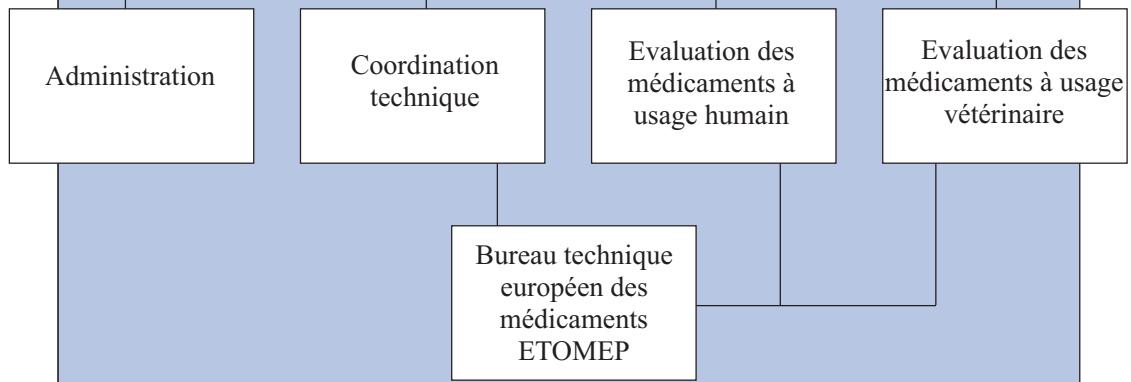 Administration
Coordination
technique
Evaluation des
médicaments à
usage humain
Evaluation des
médicaments à usage
vétérinaire
Bureau technique
européen des
médicaments
ETOMEP